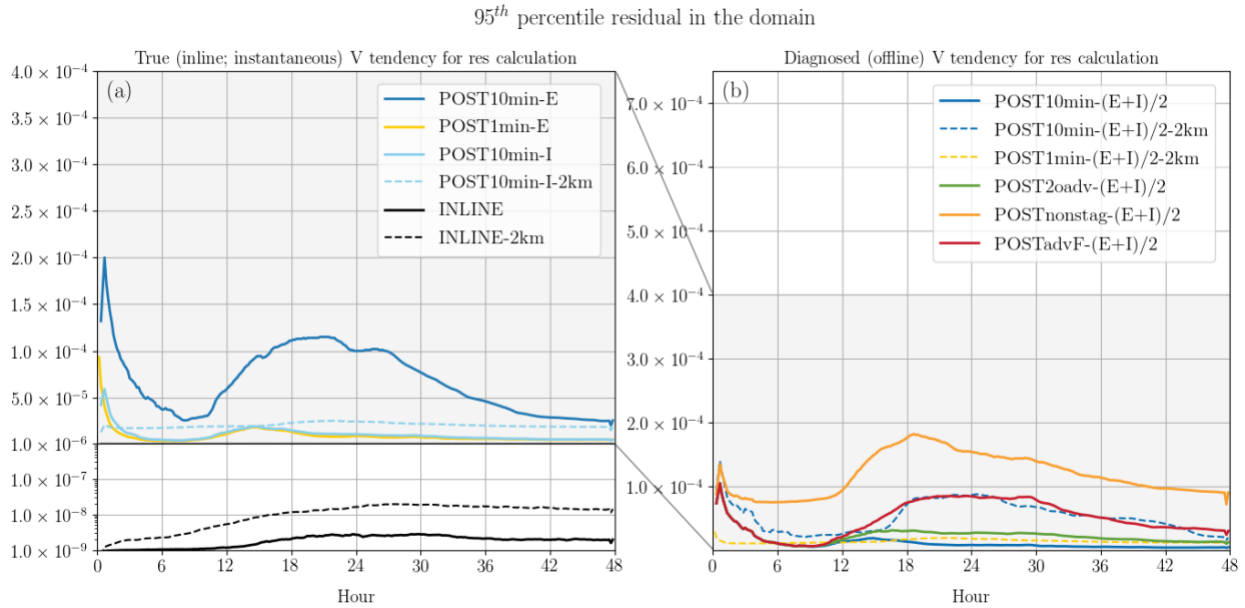 95^{th} percentile residual in the domain
True (inline; instantaneous) V tendency for res calculation
(a)
4.0 × 10^{-4}
3.5 × 10^{-4}
3.0 × 10^{-4}
2.5 × 10^{-4}
2.0 × 10^{-4}
1.5 × 10^{-4}
1.0 × 10^{-4}
5.0 × 10^{-5}
1.0 × 10^{-6}
1.0 × 10^{-7}
1.0 × 10^{-8}
1.0 × 10^{-9}
POST10min-E
POST1min-E
POST10min-I
POST10min-I-2km
INLINE
INLINE-2km
0 6 12 18 24 30 36 42 48
Hour
Diagnosed (offline) V tendency for res calculation
(b)
7.0 × 10^{-4}
6.0 × 10^{-4}
5.0 × 10^{-4}
4.0 × 10^{-4}
3.0 × 10^{-4}
2.0 × 10^{-4}
1.0 × 10^{-4}
POST10min-(E+I)/2
POST10min-(E+I)/2-2km
POST1min-(E+I)/2-2km
POST2oadv-(E+I)/2
POSTnonstag-(E+I)/2
POSTadvF-(E+I)/2
0 6 12 18 24 30 36 42 48
Hour